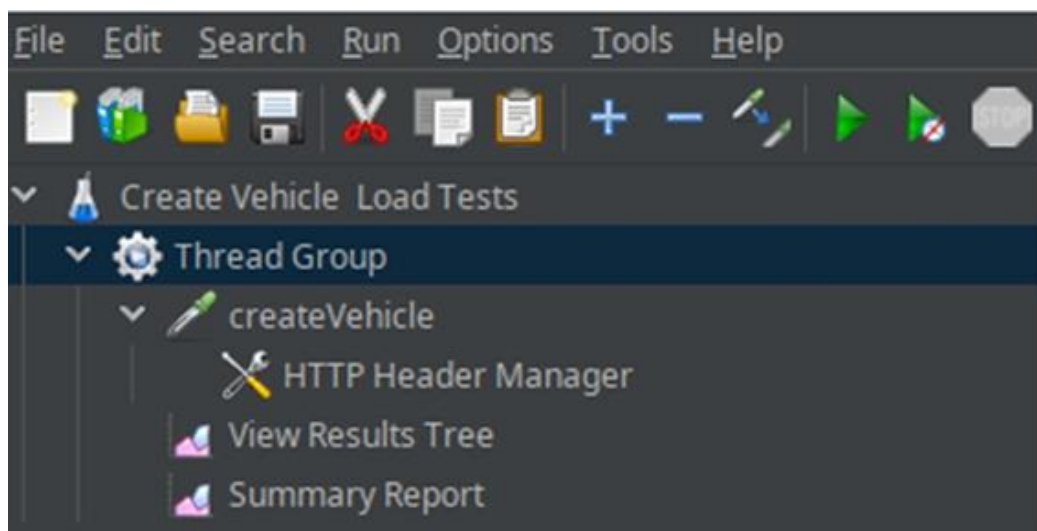 File Edit Search Run Options Tools Help
STOP
Create Vehicle Load Tests
Thread Group
createVehicle
HTTP Header Manager
View Results Tree
Summary Report